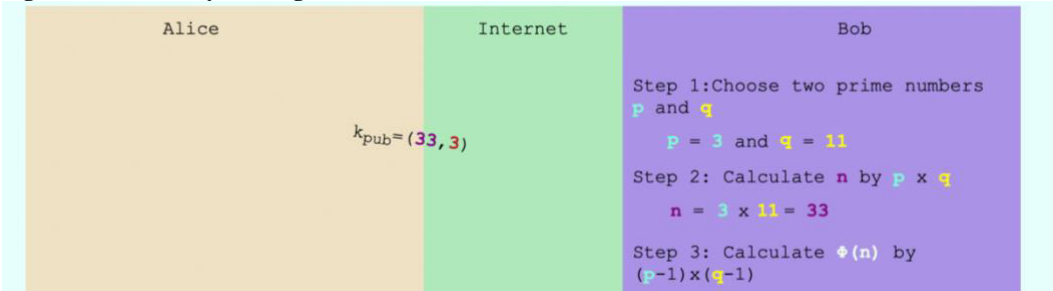 Alice
Internet
Bob
kpub=(33,3)
Step 1:Choose two prime numbers
p and q
p = 3 and q = 11
Step 2: Calculate n by p x q
n = 3 x 11= 33
Step 3: Calculate Φ(n) by
(p-1)x(q-1)